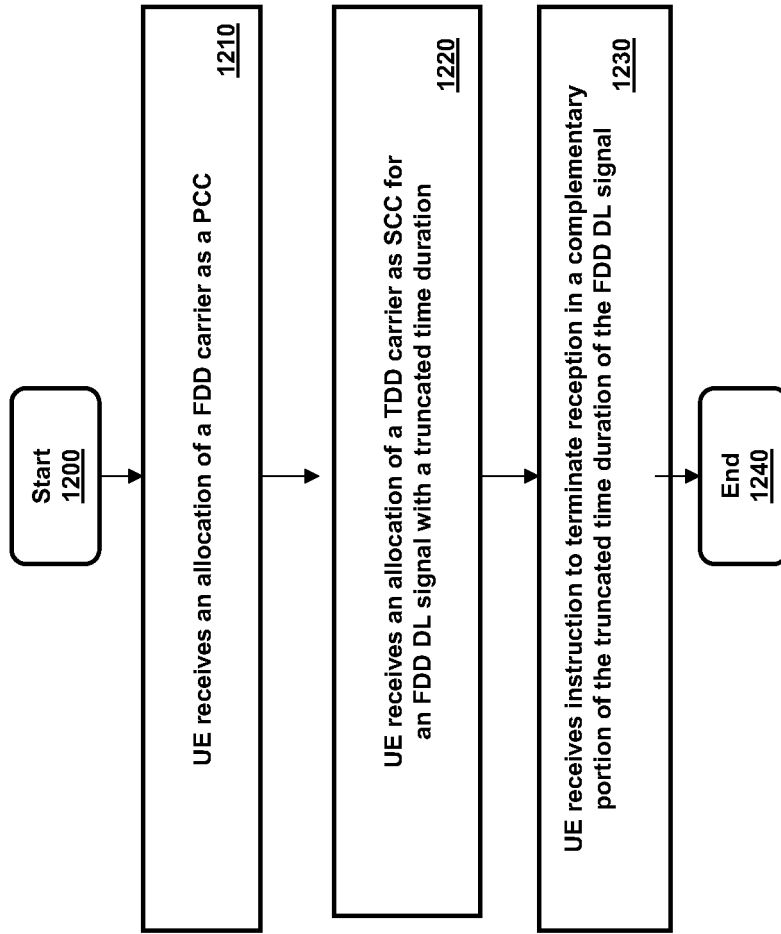 Start
1200
UE receives an allocation of a FDD carrier as a PCC
1210
UE receives an allocation of a TDD carrier as SCC for
an FDD DL signal with a truncated time duration
1220
UE receives instruction to terminate reception in a complementary
portion of the truncated time duration of the FDD DL signal
1230
End
1240